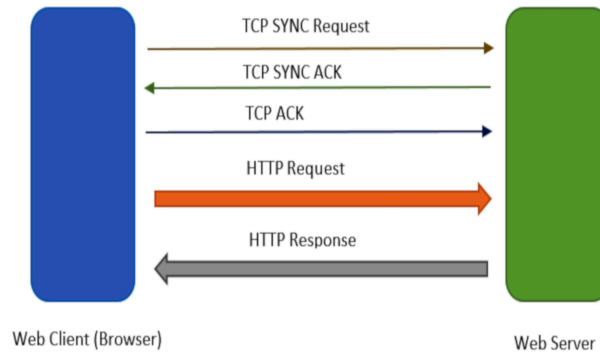 TCP SYNC Request
TCP SYNC ACK
TCP ACK
HTTP Request
HTTP Response
Web Client (Browser)
Web Server